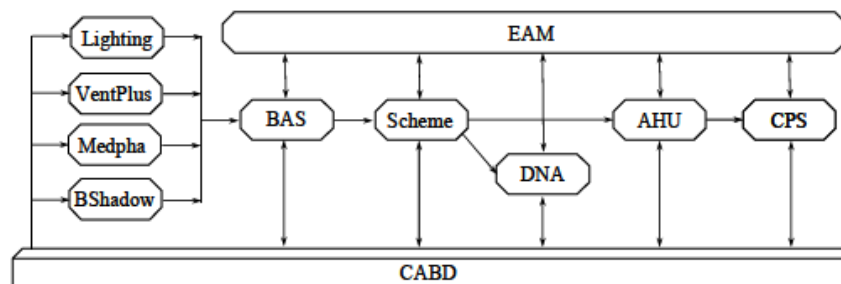 Lighting
EAM
VentPlus
BAS
Scheme
AHU
CPS
Medpha
DNA
BShadow
CABD